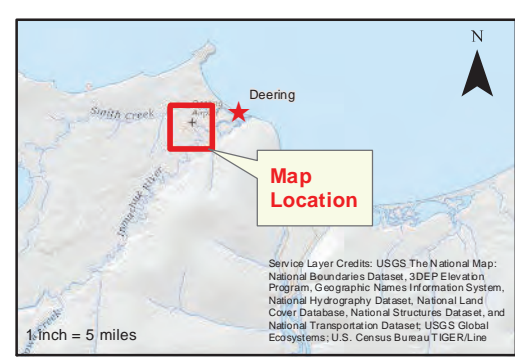 N
Deering
Smith Creek
Inmachuk River
Map
Location
Service Layer Credits: USGS The National Map:
National Boundaries Dataset, 3DEP Elevation
Program, Geographic Names Information System,
National Hydrography Dataset, National Land
Cover Database, National Structures Dataset, and
National Transportation Dataset; USGS Global
Ecosystems; U.S. Census Bureau TIGER/Line
1 inch = 5 miles
Creek